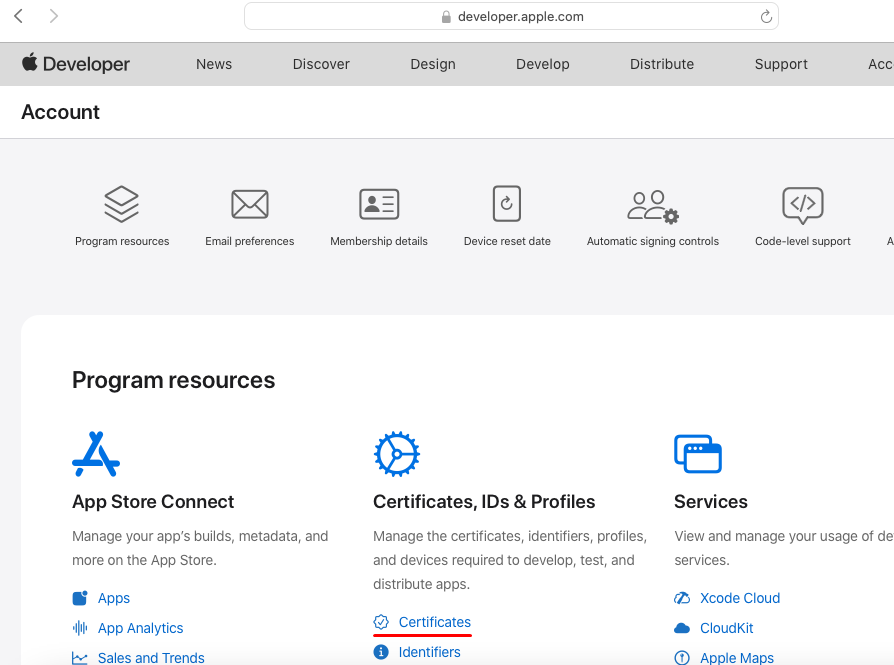 developer.apple.com
Developer News Discover Design Develop Distribute Support Acc
Account
Program resources Email preferences Membership details Device reset date Automatic signing controls Code-level support A
Program resources
App Store Connect
Manage your app's builds, metadata, and
more on the App Store.
Apps
App Analytics
Sales and Trends
Certificates, IDs & Profiles
Manage the certificates, identifiers, profiles,
and devices required to develop, test, and
distribute apps.
Certificates
Identifiers
Services
View and manage your usage of de
services.
Xcode Cloud
CloudKit
Apple Maps